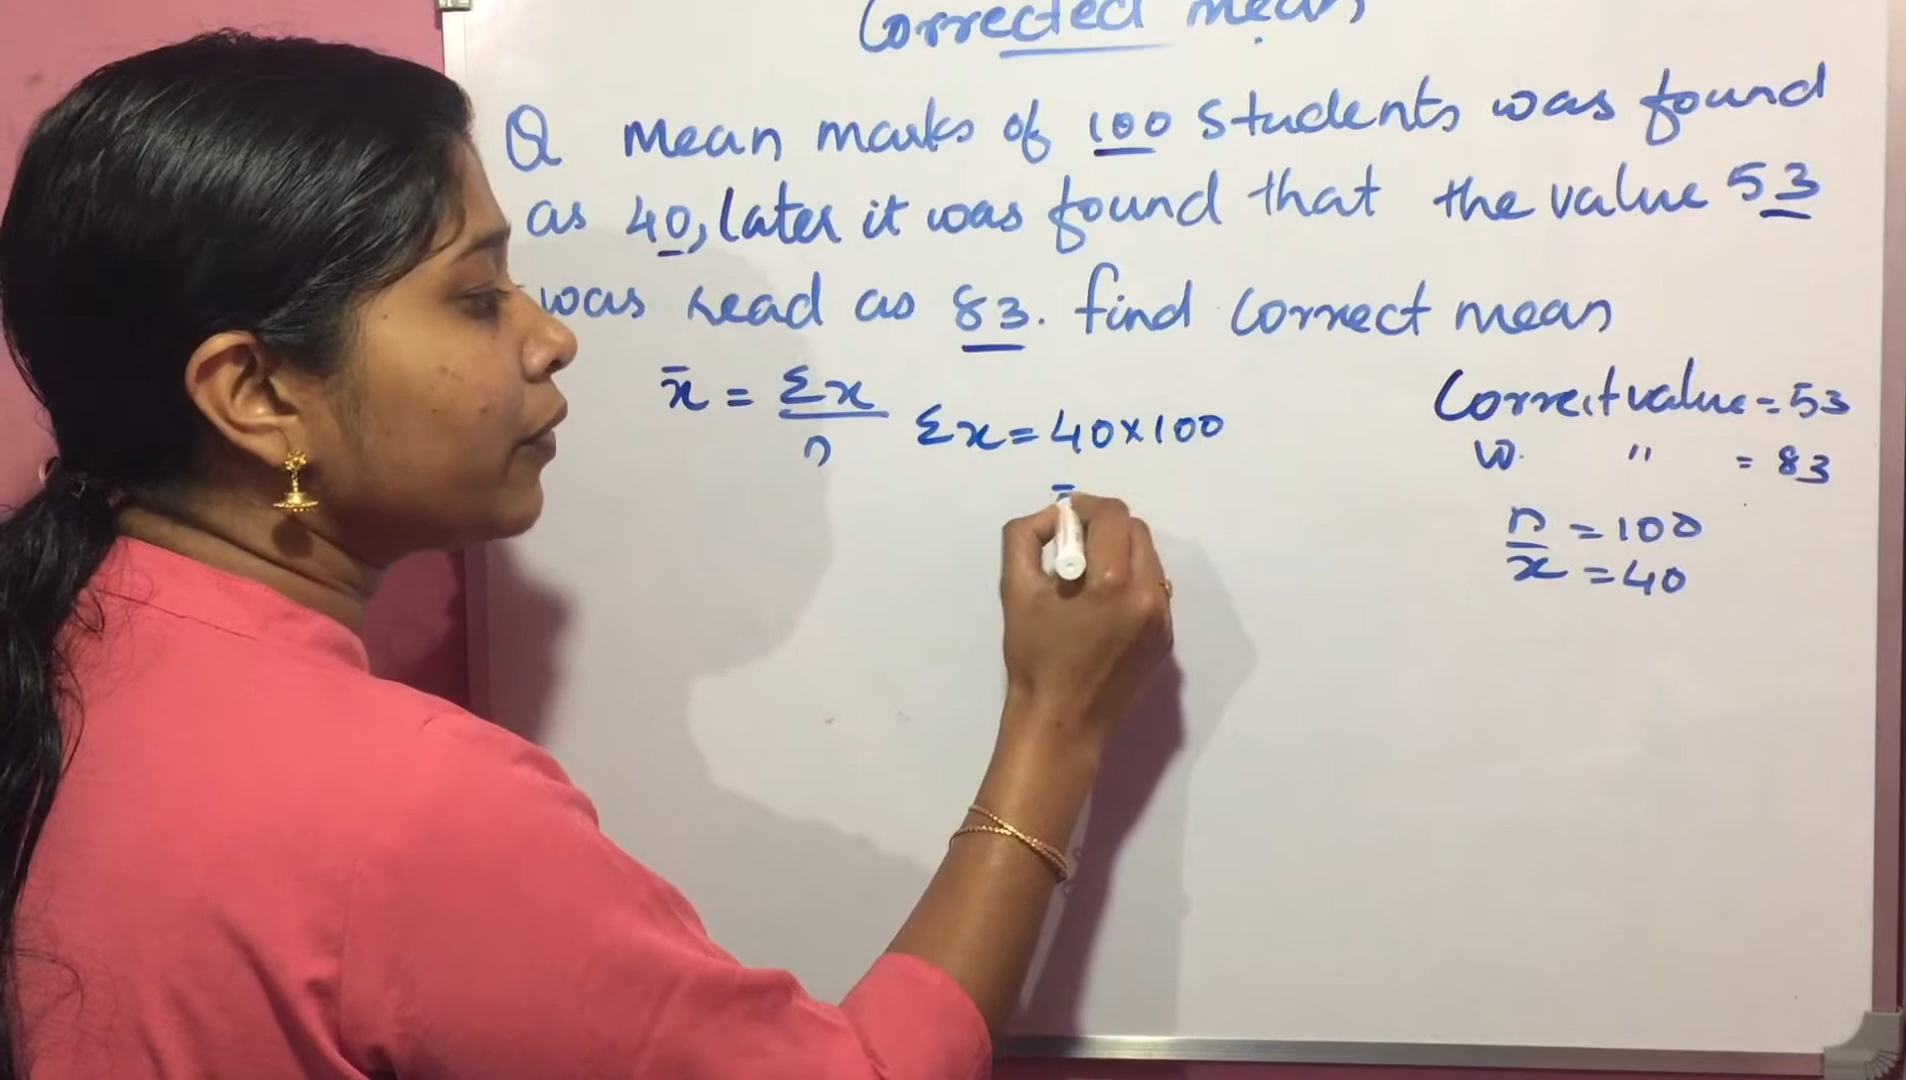 Corrected mean
Q Mean marks of 100 students was found
as 40, later it was found that the value 53
was read as 83. find correct mean
x̄ = Σx / n
Σx = 40 × 100
=
Correct value = 53
W. " = 83
n = 100
x̄ = 40